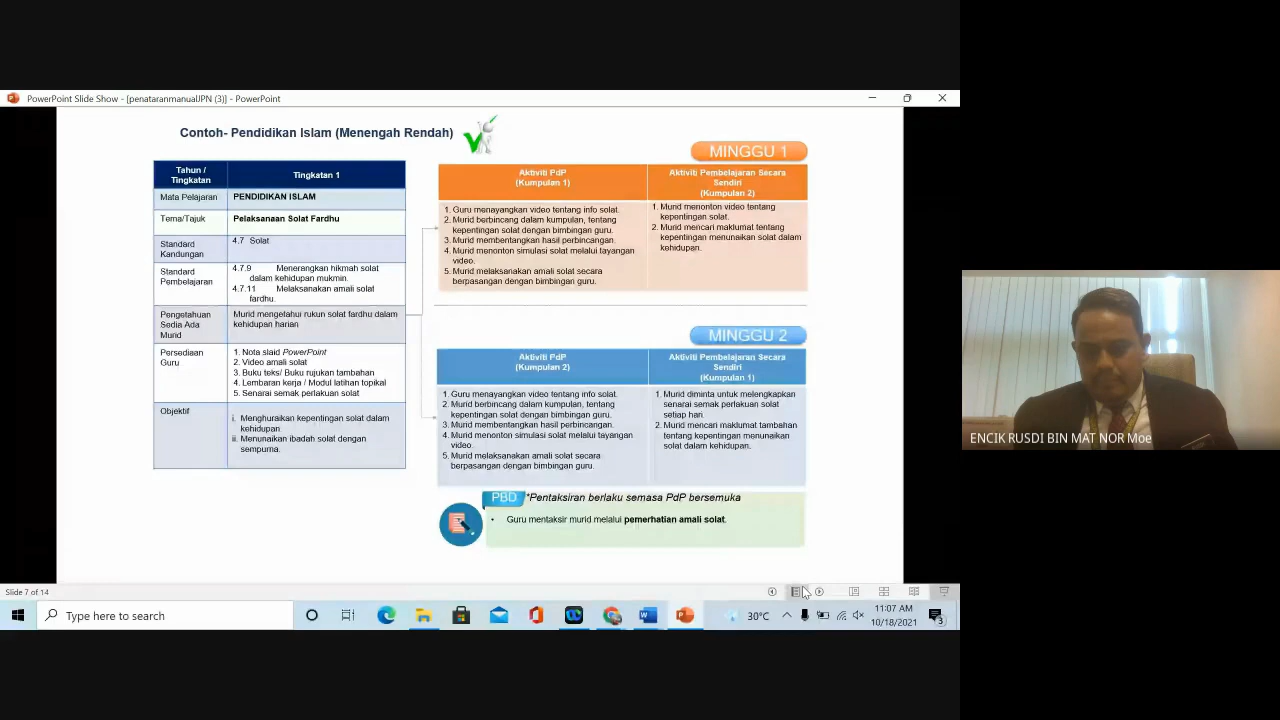 PowerPoint Slide Show - [penataranmanualJPN (3)] - PowerPoint
Contoh- Pendidikan Islam (Menengah Rendah)
Tahun /
Tingkatan
Tingkatan 1
Mata Pelajaran
PENDIDIKAN ISLAM
Tema/Tajuk
Pelaksanaan Solat Fardhu
Standard
Kandungan
4.7 Solat
Standard
Pembelajaran
4.7.9 Menerangkan hikmah solat
dalam kehidupan mukmin.
4.7.11 Melaksanakan amali solat
fardhu.
Pengetahuan
Sedia Ada
Murid
Murid mengetahui rukun solat fardhu dalam
kehidupan harian
Persediaan
Guru
1. Nota slaid PowerPoint
2. Video amali solat
3. Buku teks/ Buku rujukan tambahan
4. Lembaran kerja / Modul latihan topikal
5. Senarai semak perlakuan solat
Objektif
i. Menghuraikan kepentingan solat dalam
kehidupan.
ii. Menunaikan ibadah solat dengan
sempurna.
MINGGU 1
Aktiviti PdP
(Kumpulan 1)
Aktiviti Pembelajaran Secara
Sendiri
(Kumpulan 2)
1. Guru menayangkan video tentang info solat.
2. Murid berbincang dalam kumpulan, tentang
kepentingan solat dengan bimbingan guru.
3. Murid membentangkan hasil perbincangan.
4. Murid menonton simulasi solat melalui tayangan
video.
5. Murid melaksanakan amali solat secara
berpasangan dengan bimbingan guru.
1. Murid menonton video tentang
kepentingan solat.
2. Murid mencari maklumat tentang
kepentingan menunaikan solat dalam
kehidupan.
MINGGU 2
Aktiviti PdP
(Kumpulan 2)
Aktiviti Pembelajaran Secara
Sendiri
(Kumpulan 1)
1. Guru menayangkan video tentang info solat.
2. Murid berbincang dalam kumpulan, tentang
kepentingan solat dengan bimbingan guru.
3. Murid membentangkan hasil perbincangan.
4. Murid menonton simulasi solat melalui tayangan
video.
5. Murid melaksanakan amali solat secara
berpasangan dengan bimbingan guru.
1. Murid diminta untuk melengkapkan
senarai semak perlakuan solat
setiap hari.
2. Murid mencari maklumat tambahan
tentang kepentingan menunaikan
solat dalam kehidupan.
PBD *Pentaksiran berlaku semasa PdP bersemuka
• Guru mentaksir murid melalui pemerhatian amali solat.
ENCIK RUSDI BIN MAT NOR Moe
Slide 7 of 14
Type here to search
30°C
11:07 AM
10/18/2021
3